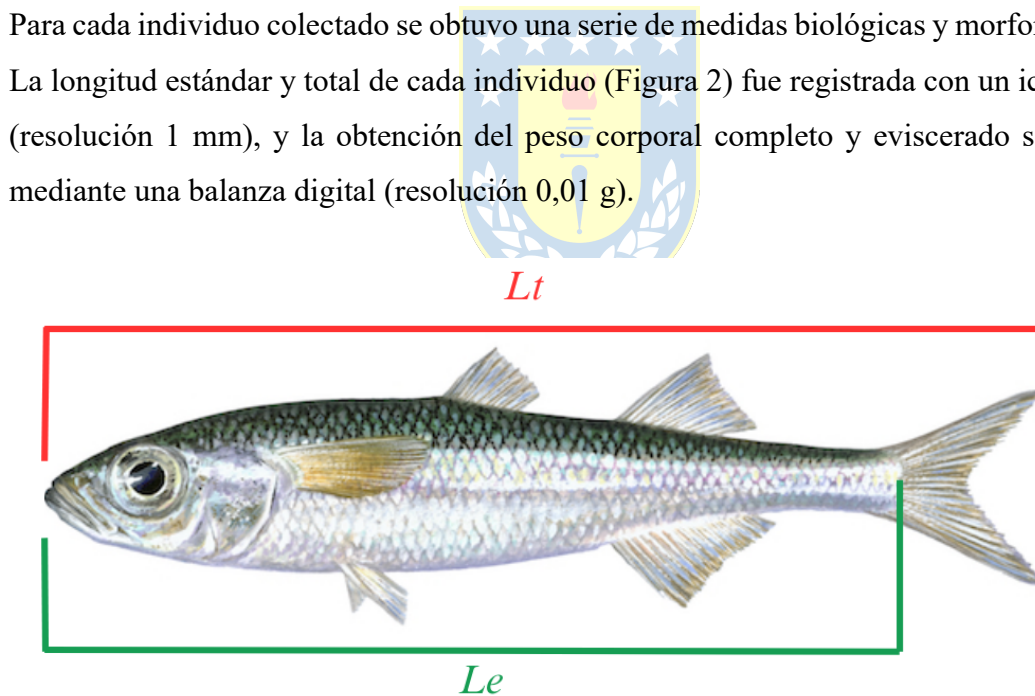 Para cada individuo colectado se obtuvo una serie de medidas biológicas y
La longitud estándar y total de cada individuo (Figura 2) fue registrada con un
(resolución 1 mm), y la obtención del peso corporal completo y eviscerado
mediante una balanza digital (resolución 0,01 g).
Lt
Le